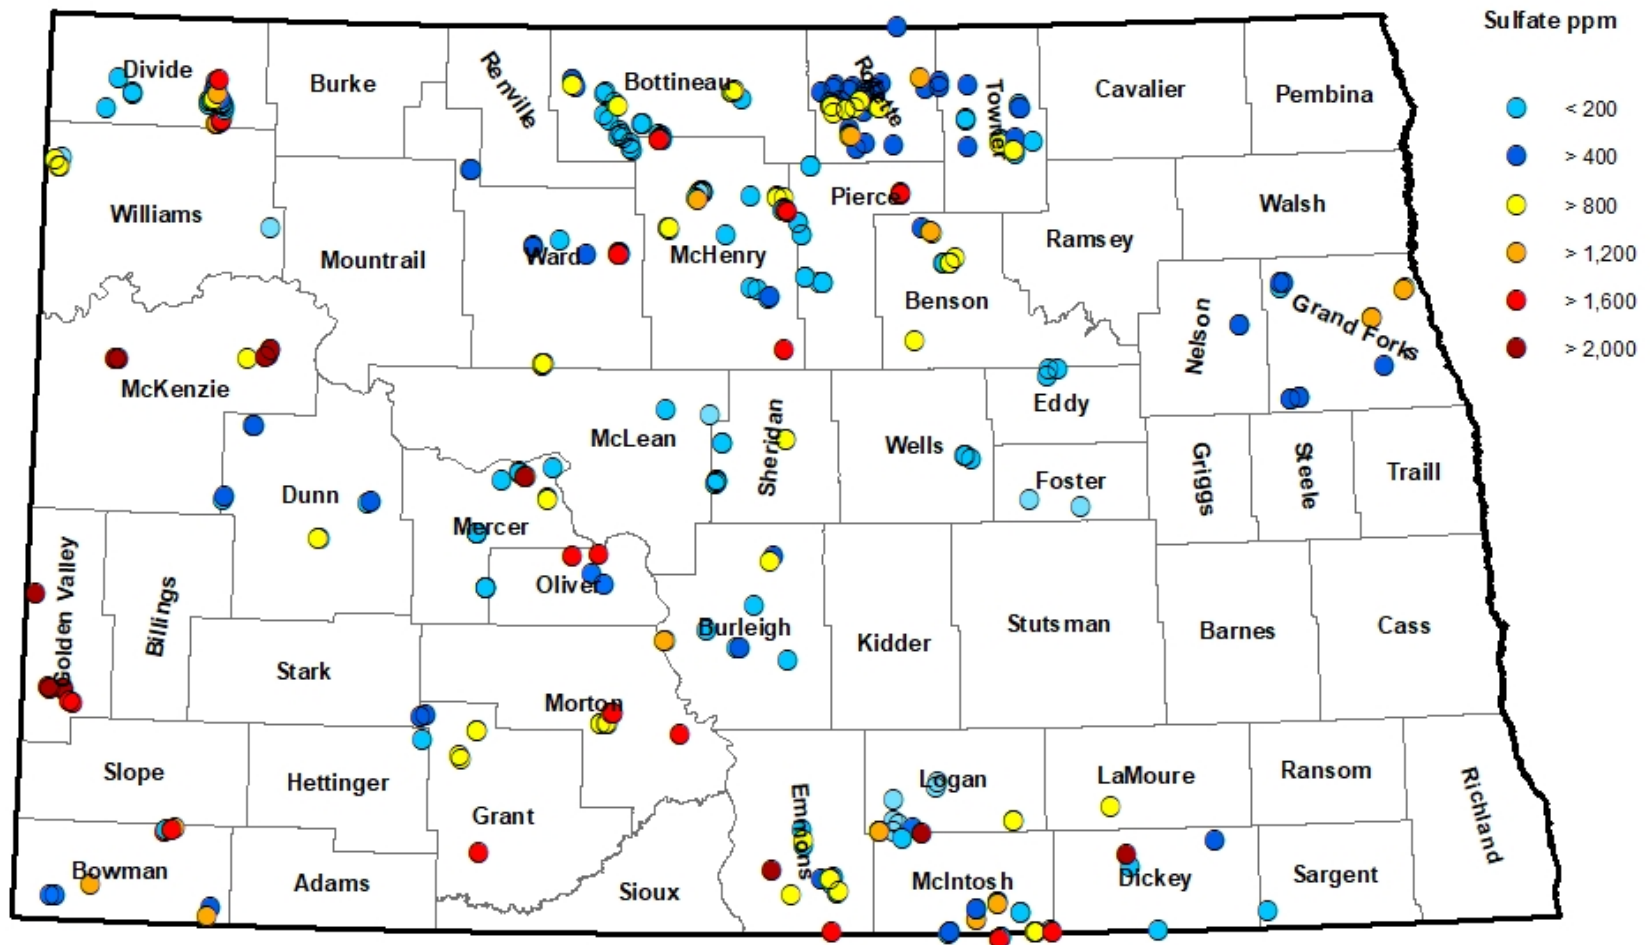 Sulfate ppm
< 200
> 400
> 800
> 1,200
> 1,600
> 2,000
Divide
Burke
Renville
Bottineau
Rolette
Towner
Cavalier
Pembina
Williams
Mountrail
Ward
McHenry
Pierce
Benson
Ramsey
Walsh
McKenzie
Dunn
McLean
Sheridan
Wells
Eddy
Foster
Nelson
Grand Forks
Griggs
Steele
Traill
Mercer
Oliver
Golden Valley
Billings
Stark
Morton
Burleigh
Kidder
Stutsman
Barnes
Cass
Slope
Hettinger
Grant
Emmons
Logan
LaMoure
Ransom
Richland
Bowman
Adams
Sioux
McIntosh
Dickey
Sargent